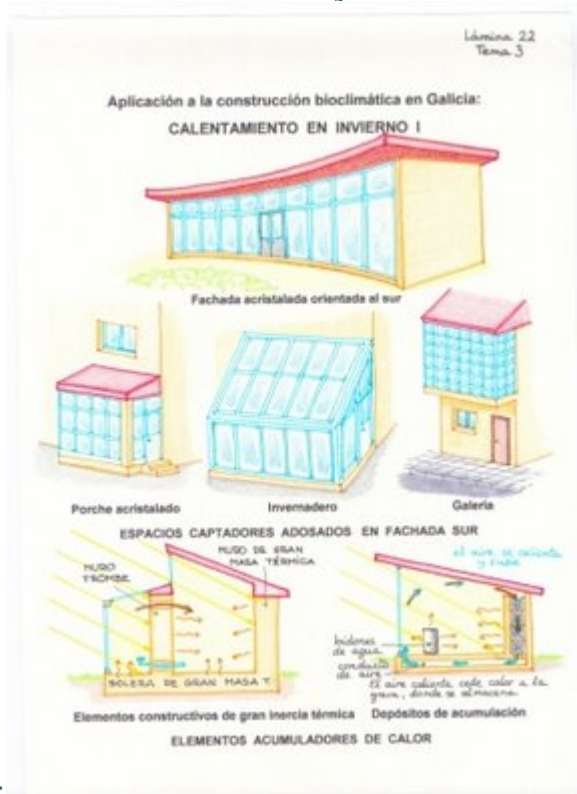 Lámina 22
Tema 3
Aplicación a la construcción bioclimática en Galicia:
CALENTAMIENTO EN INVIERNO I
Fachada acristalada orientada al sur
Porche acristalado
Invernadero
Galería
ESPACIOS CAPTADORES ADOSADOS EN FACHADA SUR
MURO TROMBE
MURO DE GRAN
MASA TÉRMICA
SOLERA DE GRAN MASA T.
el aire se calienta
y sube
bidones
de agua
conducto
de aire
El aire caliente cede calor a la
grava, donde se almacena.
Elementos constructivos de gran inercia térmica
Depósitos de acumulación
ELEMENTOS ACUMULADORES DE CALOR